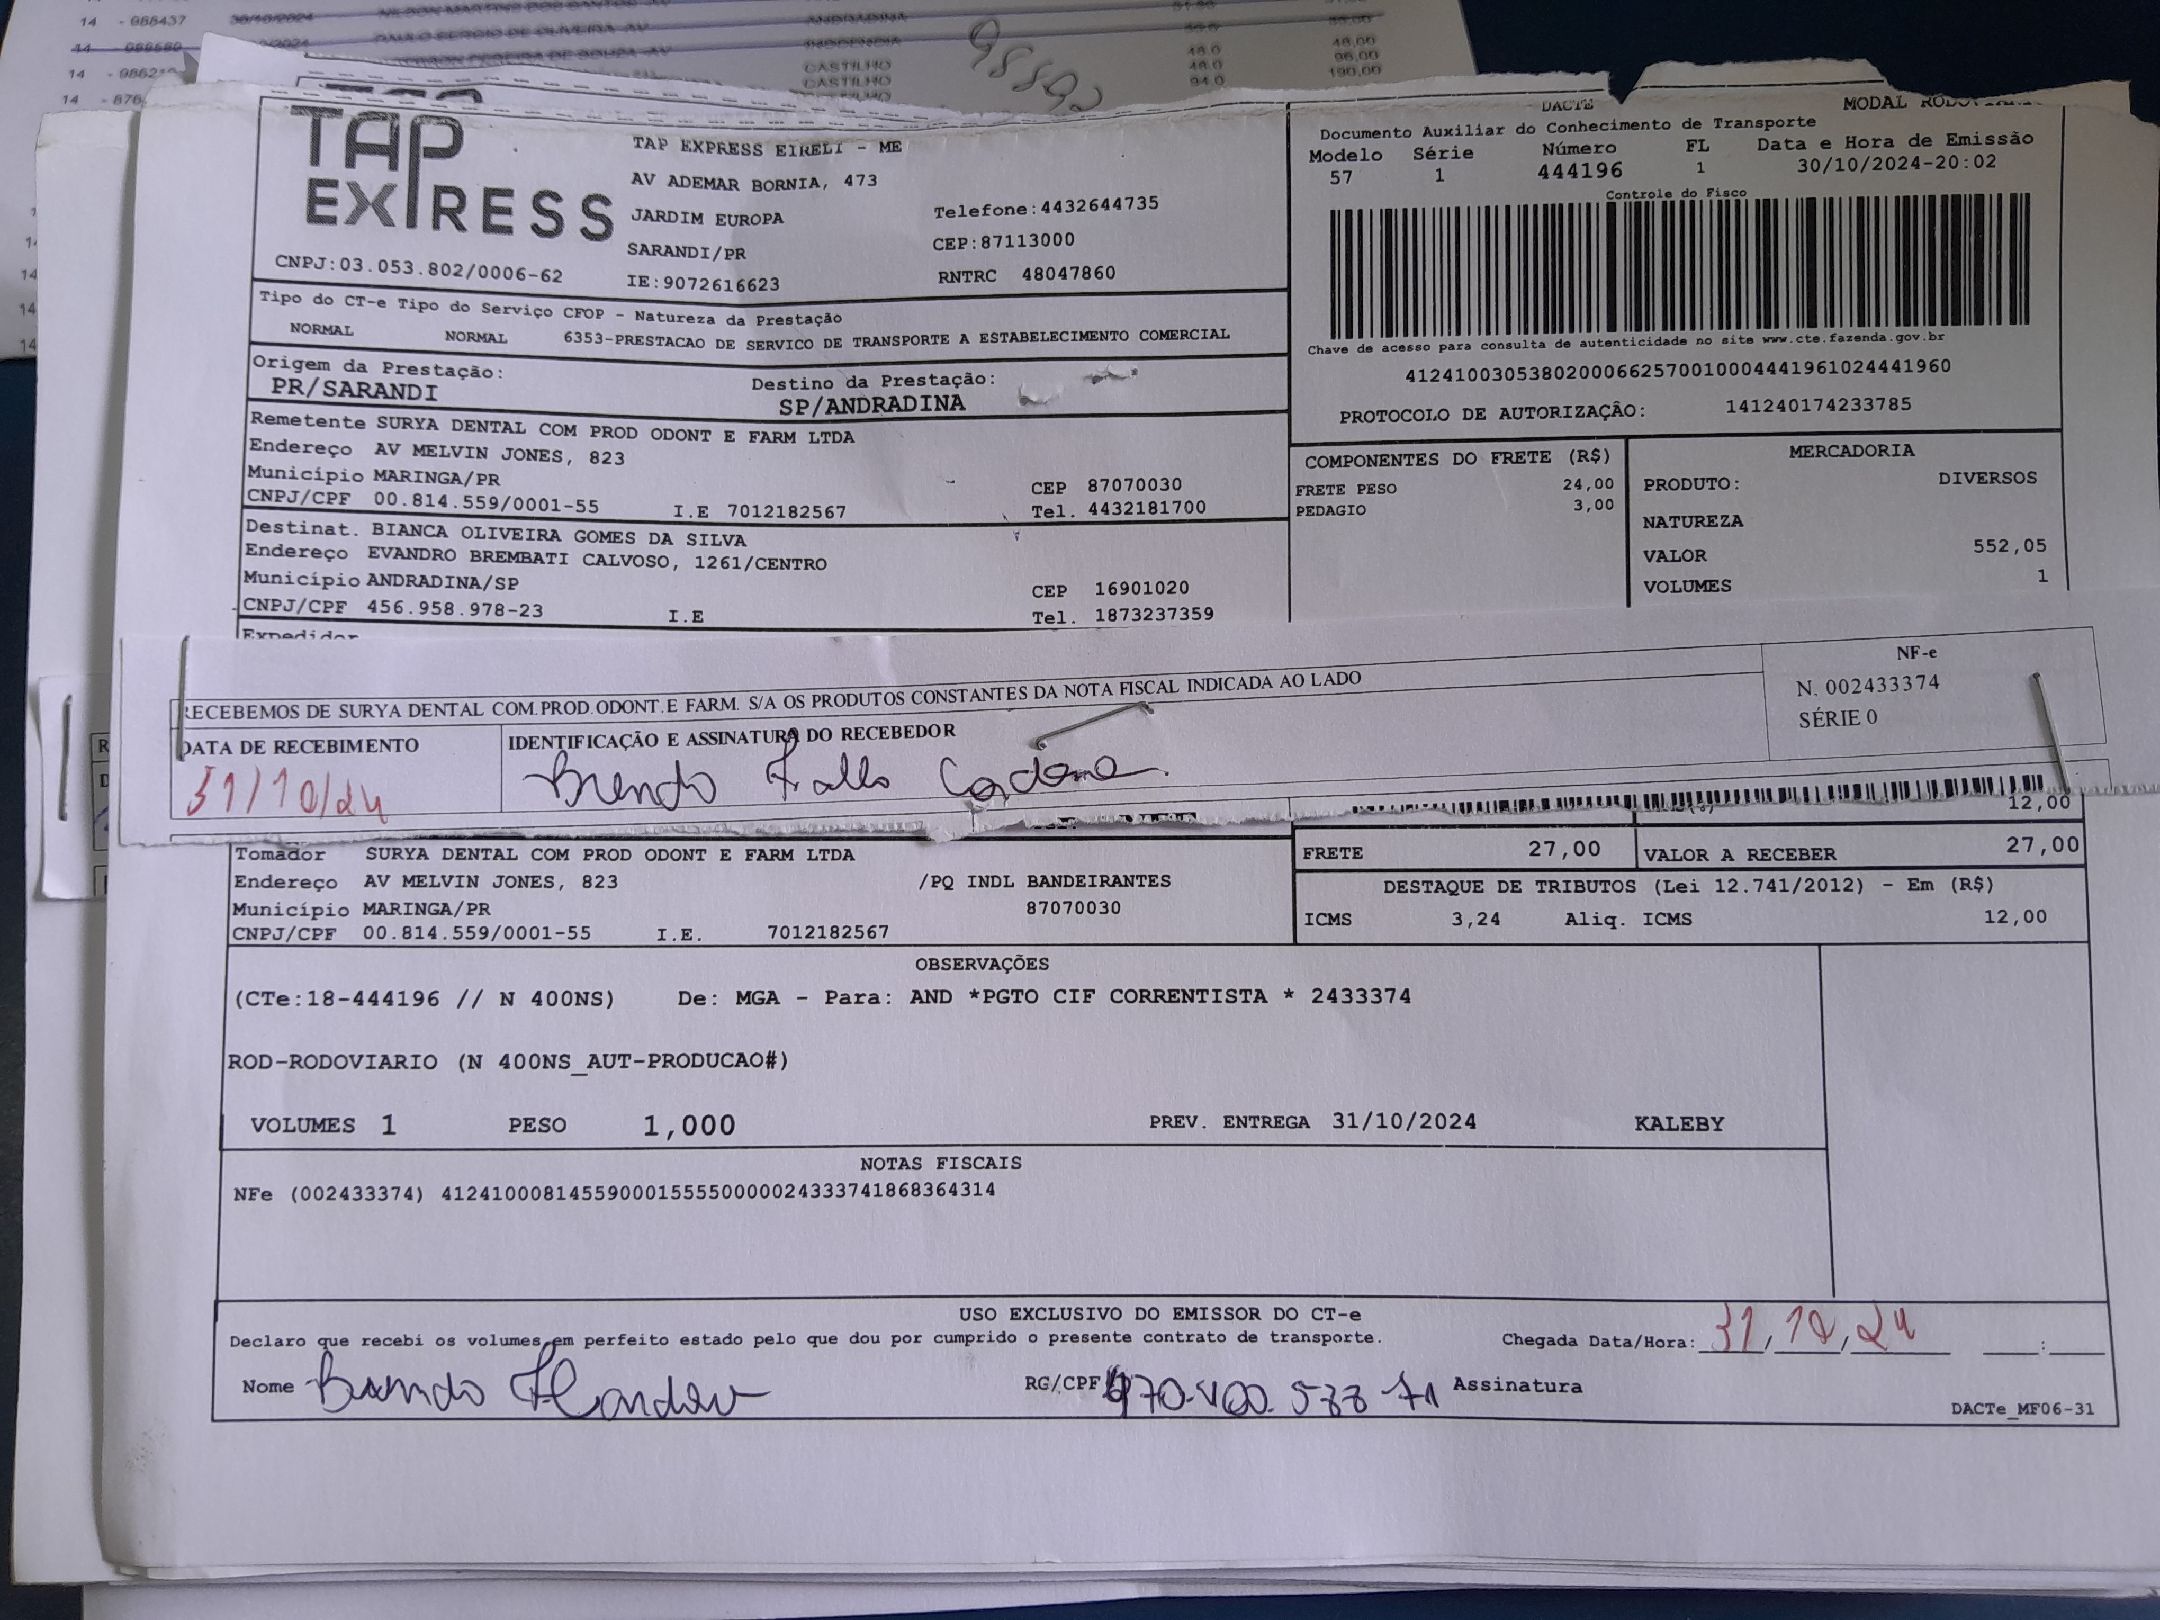 14 - 088437
CASTILHO 48.0 96,00
190,00
98592
TAP EXPRESS
TAP EXPRESS EIRELI - ME
AV ADEMAR BORNIA, 473
JARDIM EUROPA Telefone:4432644735
SARANDI/PR CEP:87113000
CNPJ:03.053.802/0006-62 IE:9072616623 RNTRC 48047860
DACTE MODAL
Documento Auxiliar do Conhecimento de Transporte
Modelo Série Número FL Data e Hora de Emissão
57 1 444196 1 30/10/2024-20:02
Controle do Fisco
Chave de acesso para consulta de autenticidade no site www.cte.fazenda.gov.br
41241003053802000662570010004441961024441960
PROTOCOLO DE AUTORIZAÇÃO: 141240174233785
Tipo do CT-e Tipo do Serviço CFOP - Natureza da Prestação
NORMAL NORMAL 6353-PRESTACAO DE SERVICO DE TRANSPORTE A ESTABELECIMENTO COMERCIAL
Origem da Prestação: Destino da Prestação:
PR/SARANDI SP/ANDRADINA
Remetente SURYA DENTAL COM PROD ODONT E FARM LTDA
Endereço AV MELVIN JONES, 823
Município MARINGA/PR CEP 87070030
CNPJ/CPF 00.814.559/0001-55 I.E 7012182567 Tel. 4432181700
Destinat. BIANCA OLIVEIRA GOMES DA SILVA
Endereço EVANDRO BREMBATI CALVOSO, 1261/CENTRO
Município ANDRADINA/SP CEP 16901020
CNPJ/CPF 456.958.978-23 I.E Tel. 1873237359
Expedidor
COMPONENTES DO FRETE (R$)
FRETE PESO 24,00
PEDAGIO 3,00
MERCADORIA
PRODUTO: DIVERSOS
NATUREZA
VALOR 552,05
VOLUMES 1
RECEBEMOS DE SURYA DENTAL COM.PROD.ODONT.E FARM. S/A OS PRODUTOS CONSTANTES DA NOTA FISCAL INDICADA AO LADO
NF-e
N. 002433374
SÉRIE 0
DATA DE RECEBIMENTO IDENTIFICAÇÃO E ASSINATURA DO RECEBEDOR
31/10/24
12,00
Tomador SURYA DENTAL COM PROD ODONT E FARM LTDA
Endereço AV MELVIN JONES, 823 /PQ INDL BANDEIRANTES
Município MARINGA/PR 87070030
CNPJ/CPF 00.814.559/0001-55 I.E. 7012182567
FRETE 27,00 VALOR A RECEBER 27,00
DESTAQUE DE TRIBUTOS (Lei 12.741/2012) - Em (R$)
ICMS 3,24 Aliq. ICMS 12,00
OBSERVAÇÕES
(CTe:18-444196 // N 400NS) De: MGA - Para: AND *PGTO CIF CORRENTISTA * 2433374
ROD-RODOVIARIO (N 400NS_AUT-PRODUCAO#)
VOLUMES 1 PESO 1,000 PREV. ENTREGA 31/10/2024 KALEBY
NOTAS FISCAIS
NFe (002433374) 41241000814559000155550000024333741868364314
USO EXCLUSIVO DO EMISSOR DO CT-e
Declaro que recebi os volumes em perfeito estado pelo que dou por cumprido o presente contrato de transporte. Chegada Data/Hora: 31,10,24 :
Nome RG/CPF Assinatura
DACTe_MF06-31